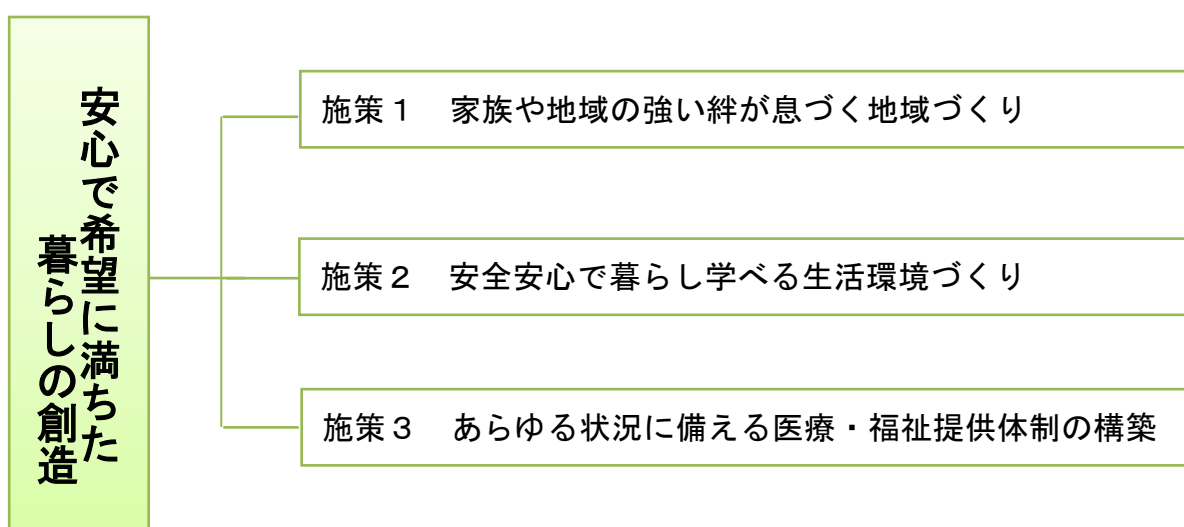 安心で希望に満ちた
暮らしの創造
施策１　家族や地域の強い絆が息づく地域づくり
施策２　安全安心で暮らし学べる生活環境づくり
施策３　あらゆる状況に備える医療・福祉提供体制の構築